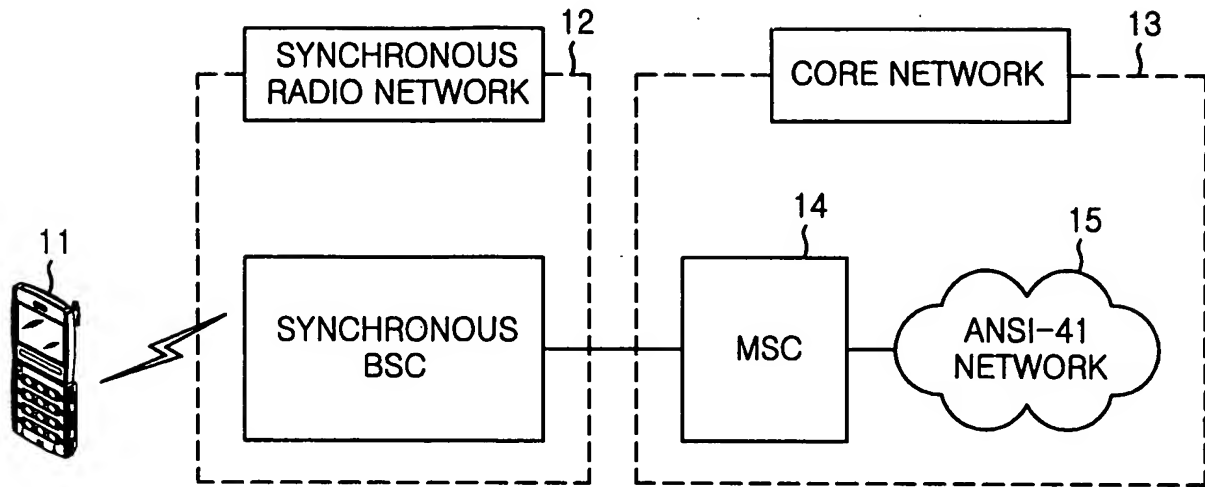 SYNCHRONOUS
RADIO NETWORK
12
CORE NETWORK
13
11
SYNCHRONOUS
BSC
14
MSC
15
ANSI-41
NETWORK